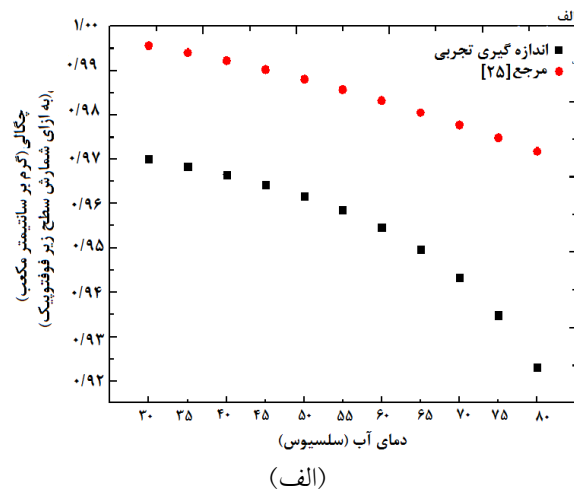 الف
۱/۰۰
۰/۹۹
۰/۹۸
۰/۹۷
۰/۹۶
۰/۹۵
۰/۹۴
۰/۹۳
۰/۹۲
اندازه گیری تجربی
مرجع[۲۵]
چگالی(گرم بر سانتیمتر مکعب)
(به ازای شمارش سطح زیر فوفتوپیک)
۳۰ ۳۵ ۴۰ ۴۵ ۵۰ ۵۵ ۶۰ ۶۵ ۷۰ ۷۵ ۸۰
دمای آب (سلسیوس)
(الف)